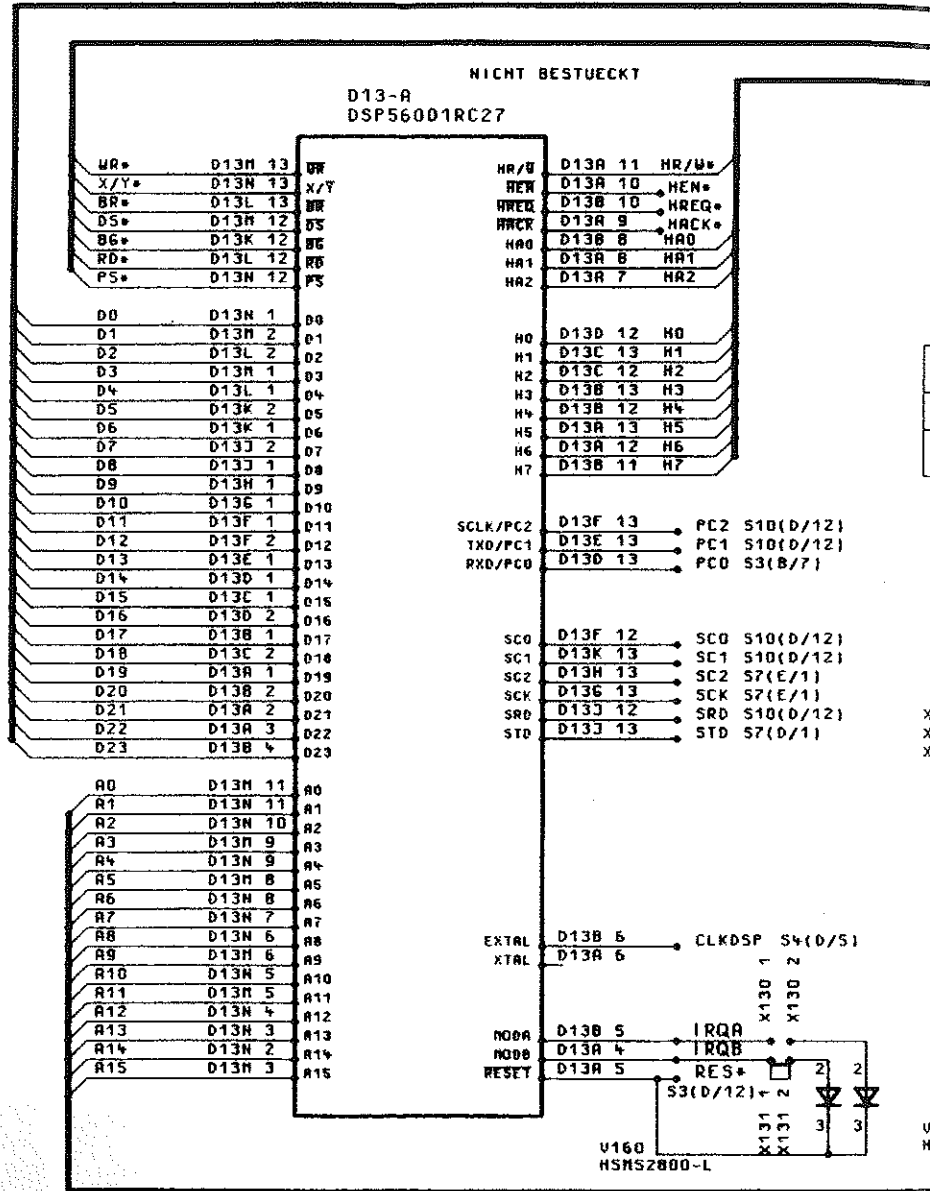 NICHT BESTUECKT
D13-A
DSP56001RC27
WR* D13M 13 WR HR/W D13A 11 HR/W*
X/Y* D13N 13 X/Y HEN D13A 10 HEN*
BR* D13L 13 BR HREQ D13B 10 HREQ*
DS* D13M 12 DS HACK D13A 9 HACK*
BG* D13K 12 BG HA0 D13B 8 HA0
RD* D13L 12 RD HA1 D13A 8 HA1
PS* D13N 12 PS HA2 D13A 7 HA2
D0 D13N 1 D0
D1 D13M 2 D1 H0 D13D 12 H0
D2 D13L 2 D2 H1 D13C 13 H1
D3 D13M 1 D3 H2 D13C 12 H2
D4 D13L 1 D4 H3 D13B 13 H3
D5 D13K 2 D5 H4 D13B 12 H4
D6 D13K 1 D6 H5 D13A 13 H5
D7 D13J 2 D7 H6 D13A 12 H6
D8 D13J 1 D8 H7 D13B 11 H7
D9 D13H 1 D9
D10 D13G 1 D10
D11 D13F 1 D11 SCLK/PC2 D13F 13 PC2 S10(D/12)
D12 D13F 2 D12 TXD/PC1 D13E 13 PC1 S10(D/12)
D13 D13E 1 D13 RXD/PC0 D13D 13 PC0 S3(B/7)
D14 D13D 1 D14
D15 D13C 1 D15
D16 D13D 2 D16
D17 D13B 1 D17 SC0 D13F 12 SC0 S10(D/12)
D18 D13C 2 D18 SC1 D13K 13 SC1 S10(D/12)
D19 D13A 1 D19 SC2 D13H 13 SC2 S7(E/1)
D20 D13B 2 D20 SCK D13G 13 SCK S7(E/1)
D21 D13A 2 D21 SRD D13J 12 SRD S10(D/12)
D22 D13A 3 D22 STD D13J 13 STD S7(D/1)
D23 D13B 4 D23
A0 D13M 11 A0
A1 D13N 11 A1
A2 D13N 10 A2
A3 D13M 9 A3
A4 D13N 9 A4
A5 D13M 8 A5
A6 D13N 8 A6
A7 D13N 7 A7
A8 D13N 6 A8 EXTAL D13B 6 CLKDSP S4(D/5)
A9 D13M 6 A9 XTAL D13A 6
A10 D13N 5 A10
A11 D13M 5 A11
A12 D13N 4 A12
X130 1
X130 2
A13 D13N 3 A13 MODA D13B 5 IRQA
A14 D13N 2 A14 MODB D13A 4 IRQB
A15 D13M 3 A15 RESET D13A 5 RES*
S3(D/12)
2 2
X131 1
X131 2
3 3
V160
HSMS2800-L